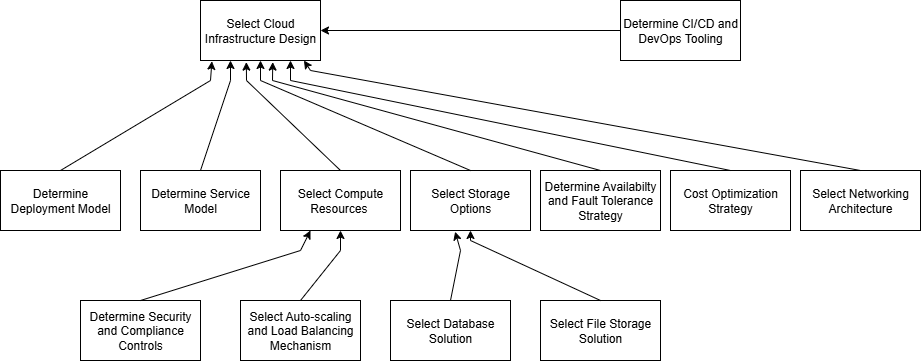 Select Cloud
Infrastructure Design
Determine CI/CD and
DevOps Tooling
Determine
Deployment Model
Determine Service
Model
Select Compute
Resources
Select Storage
Options
Determine Availabilty
and Fault Tolerance
Strategy
Cost Optimization
Strategy
Select Networking
Architecture
Determine Security
and Compliance
Controls
Select Auto-scaling
and Load Balancing
Mechanism
Select Database
Solution
Select File Storage
Solution